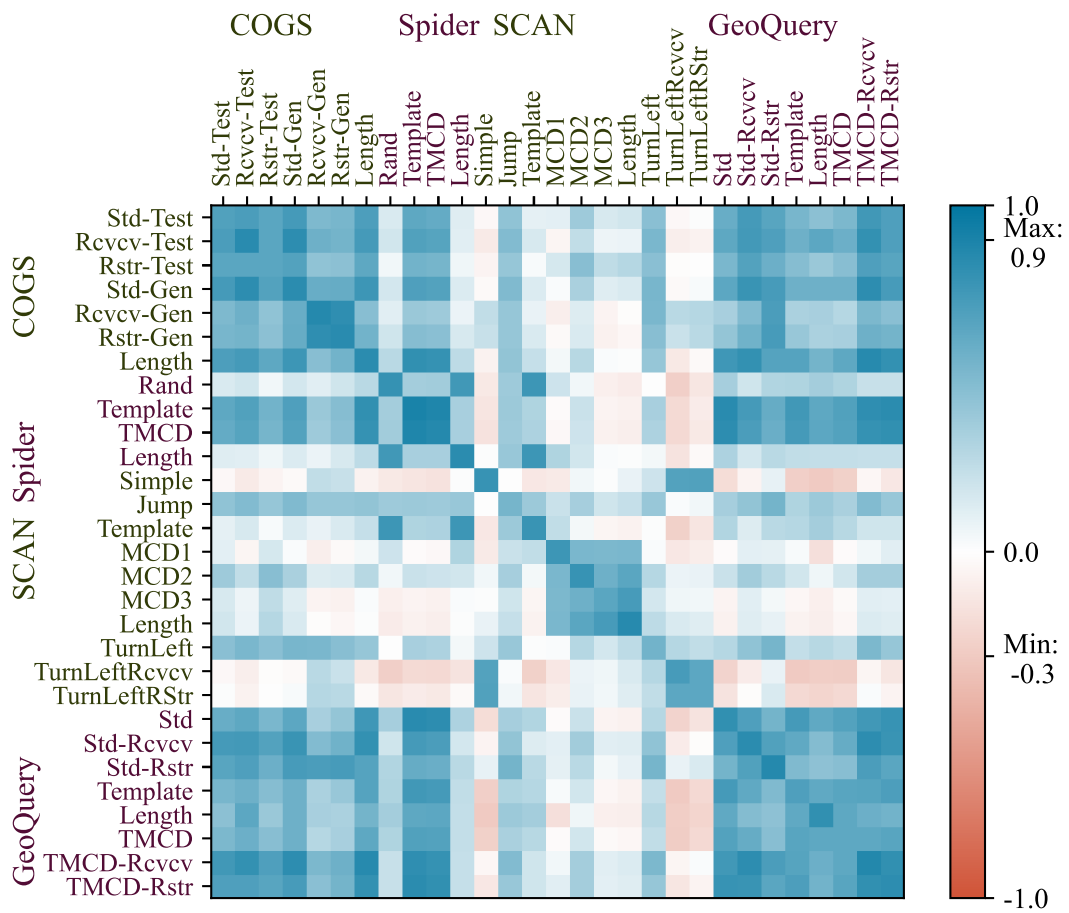 COGS Spider SCAN GeoQuery
Std-Test
Rcvcv-Test
Rstr-Test
Std-Gen
Rcvcv-Gen
Rstr-Gen
Length
Rand
Template
TMCD
Length
Simple
Jump
Template
MCD1
MCD2
MCD3
Length
TurnLeft
TurnLeftRcvcv
TurnLeftRStr
Std
Std-Rcvcv
Std-Rstr
Template
Length
TMCD
TMCD-Rcvcv
TMCD-Rstr
COGS
Spider
SCAN
GeoQuery
Std-Test
Rcvcv-Test
Rstr-Test
Std-Gen
Rcvcv-Gen
Rstr-Gen
Length
Rand
Template
TMCD
Length
Simple
Jump
Template
MCD1
MCD2
MCD3
Length
TurnLeft
TurnLeftRcvcv
TurnLeftRStr
Std
Std-Rcvcv
Std-Rstr
Template
Length
TMCD
TMCD-Rcvcv
TMCD-Rstr
1.0
Max:
0.9
0.0
Min:
-0.3
-1.0